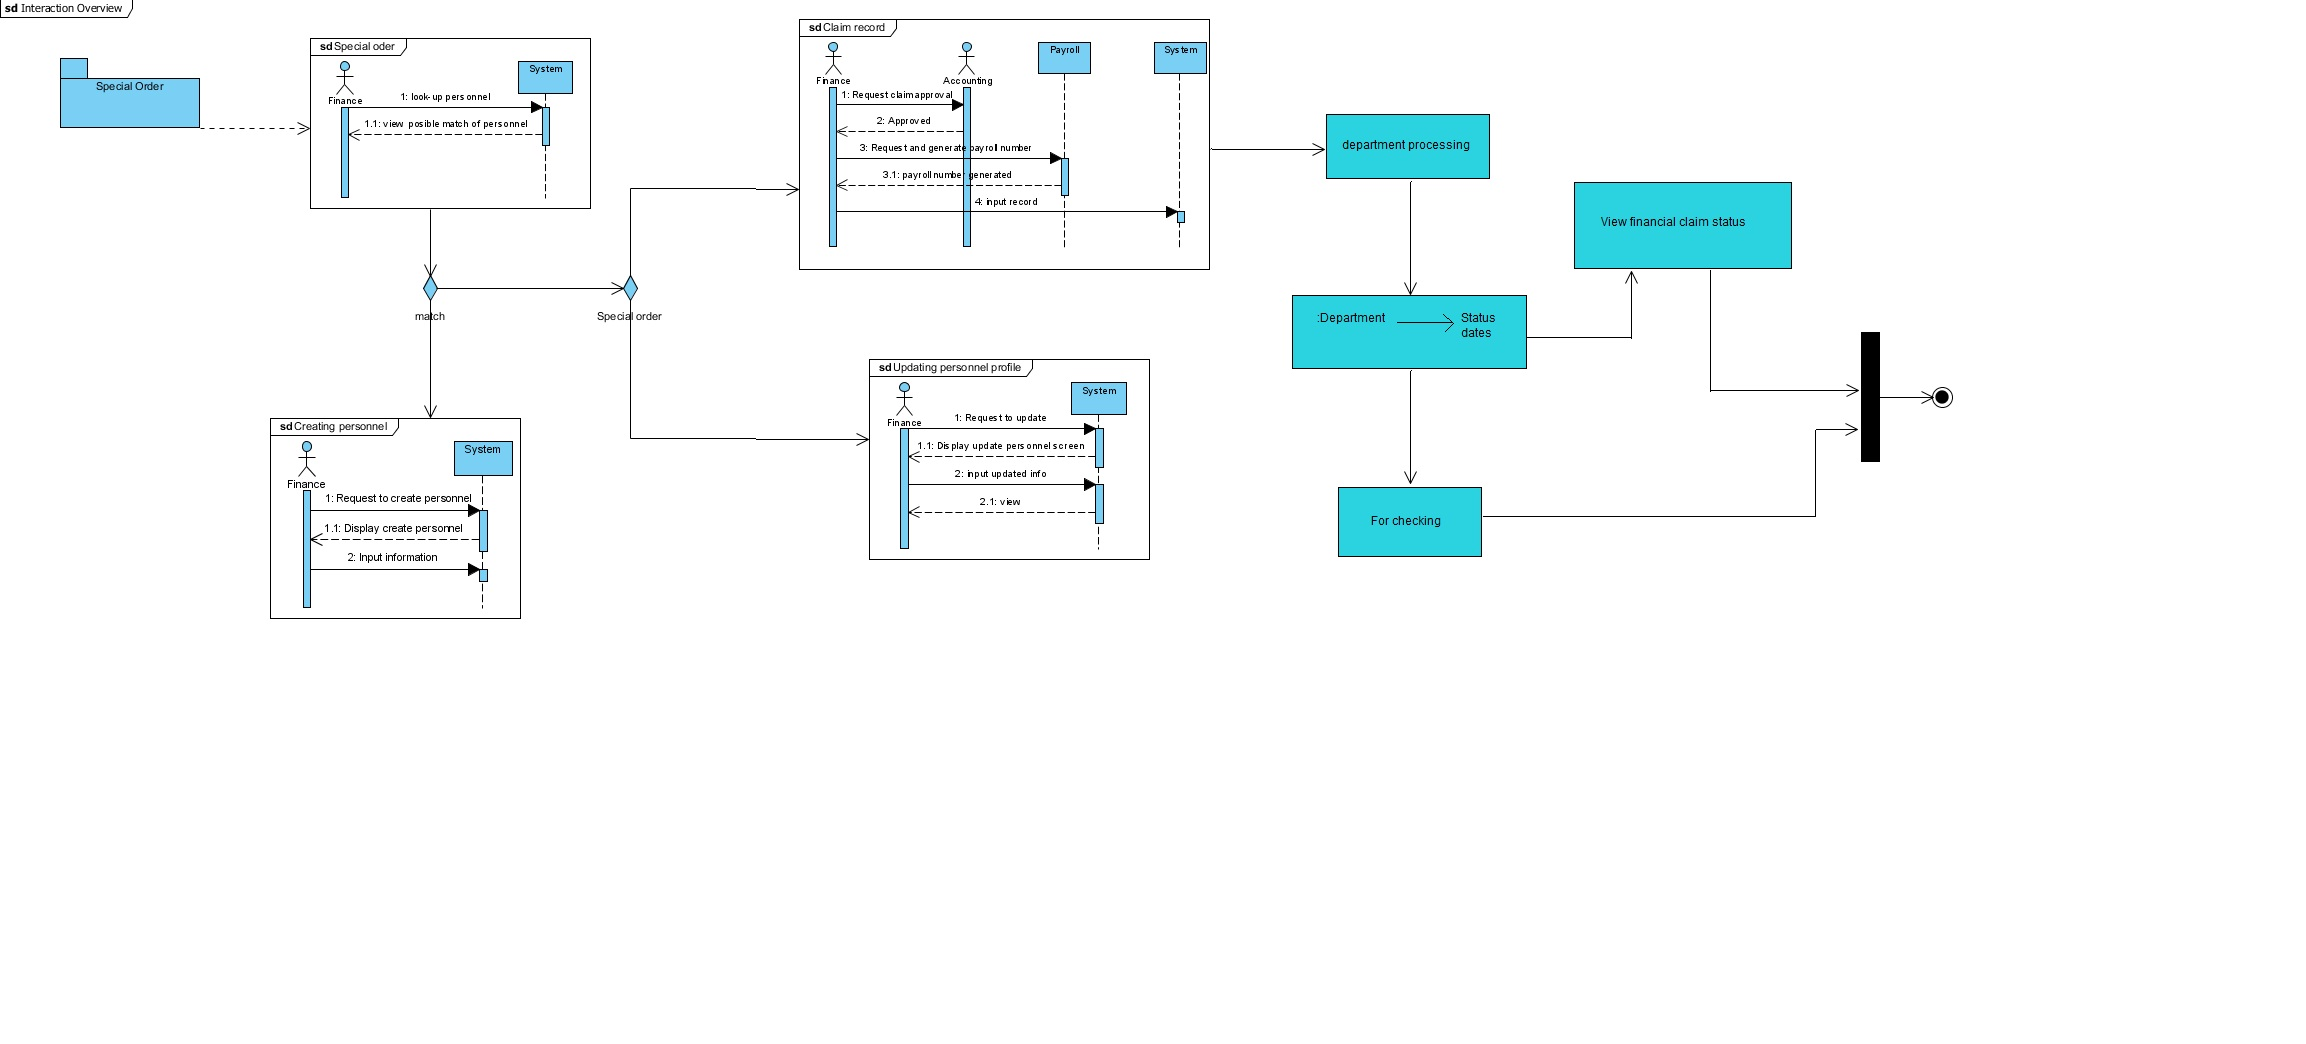 sd Interaction Overview
Special Order
sd Special oder
Finance
System
1: look-up personnel
1.1: view posible match of personnel
match
Special order
sd Creating personnel
Finance
System
1: Request to create personnel
1.1: Display create personnel
2: Input information
sd Claim record
Finance
Accounting
Payroll
System
1: Request claim approval
2: Approved
3: Request and generate payroll number
3.1: payroll number generated
4: input record
sd Updating personnel profile
Finance
System
1: Request to update
1.1: Display update personnel screen
2: input updated info
2.1: view
department processing
:Department
Status
dates
For checking
View financial claim status